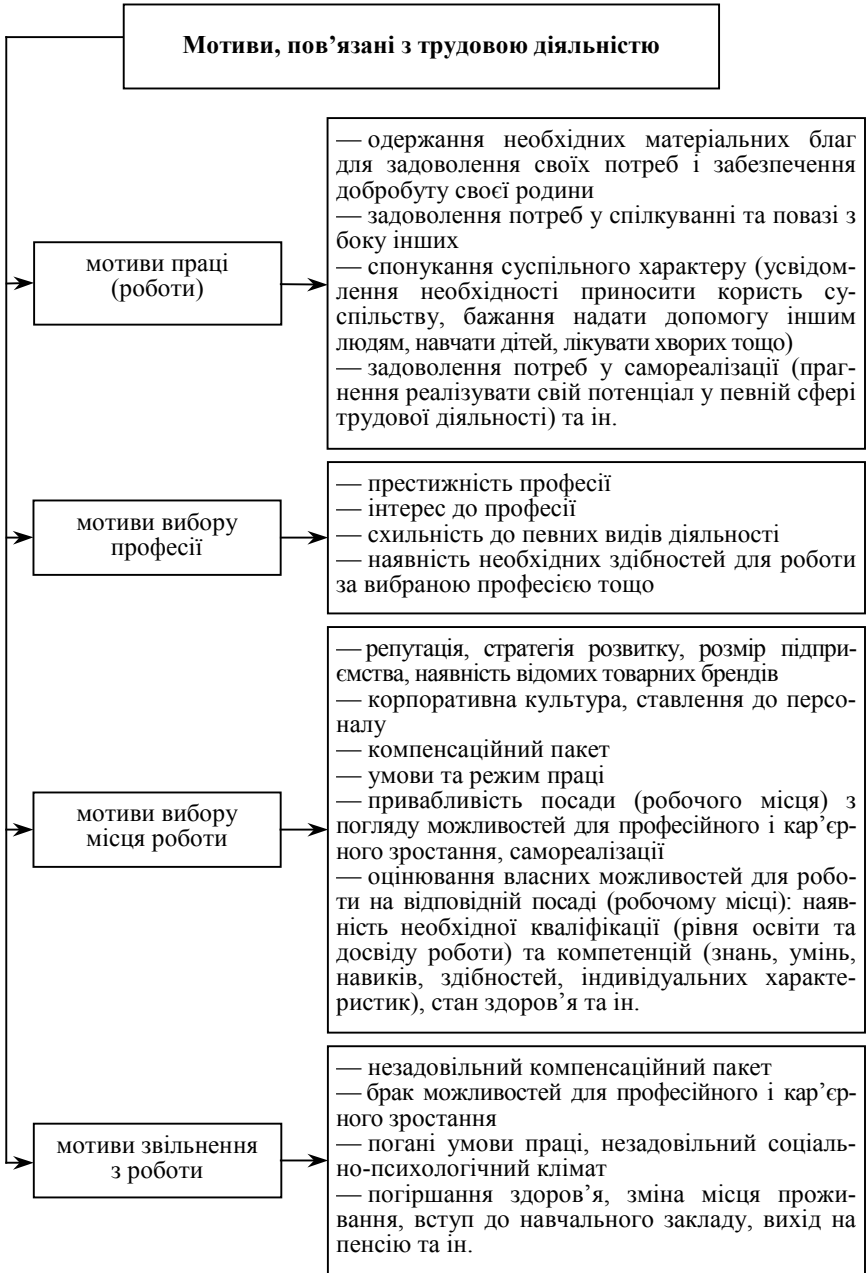 Мотиви, пов’язані з трудовою діяльністю
мотиви праці
(роботи)
— одержання необхідних матеріальних благ
для задоволення своїх потреб і забезпечення
добробуту своєї родини
— задоволення потреб у спілкуванні та повазі з
боку інших
— спонукання суспільного характеру (усвідом-
лення необхідності приносити користь су-
спільству, бажання надати допомогу іншим
людям, навчати дітей, лікувати хворих тощо)
— задоволення потреб у самореалізації (праг-
нення реалізувати свій потенціал у певній сфері
трудової діяльності) та ін.
мотиви вибору
професії
— престижність професії
— інтерес до професії
— схильність до певних видів діяльності
— наявність необхідних здібностей для роботи
за вибраною професією тощо
мотиви вибору
місця роботи
— репутація, стратегія розвитку, розмір підпри-
ємства, наявність відомих товарних брендів
— корпоративна культура, ставлення до персо-
налу
— компенсаційний пакет
— умови та режим праці
— привабливість посади (робочого місця) з
погляду можливостей для професійного і кар’єр-
ного зростання, самореалізації
— оцінювання власних можливостей для робо-
ти на відповідній посаді (робочому місці): наяв-
ність необхідної кваліфікації (рівня освіти та
досвіду роботи) та компетенцій (знань, умінь,
навиків, здібностей, індивідуальних характе-
ристик), стан здоров’я та ін.
мотиви звільнення
з роботи
— незадовільний компенсаційний пакет
— брак можливостей для професійного і кар’єр-
ного зростання
— погані умови праці, незадовільний соціаль-
но-психологічний клімат
— погіршання здоров’я, зміна місця прожи-
вання, вступ до навчального закладу, вихід на
пенсію та ін.